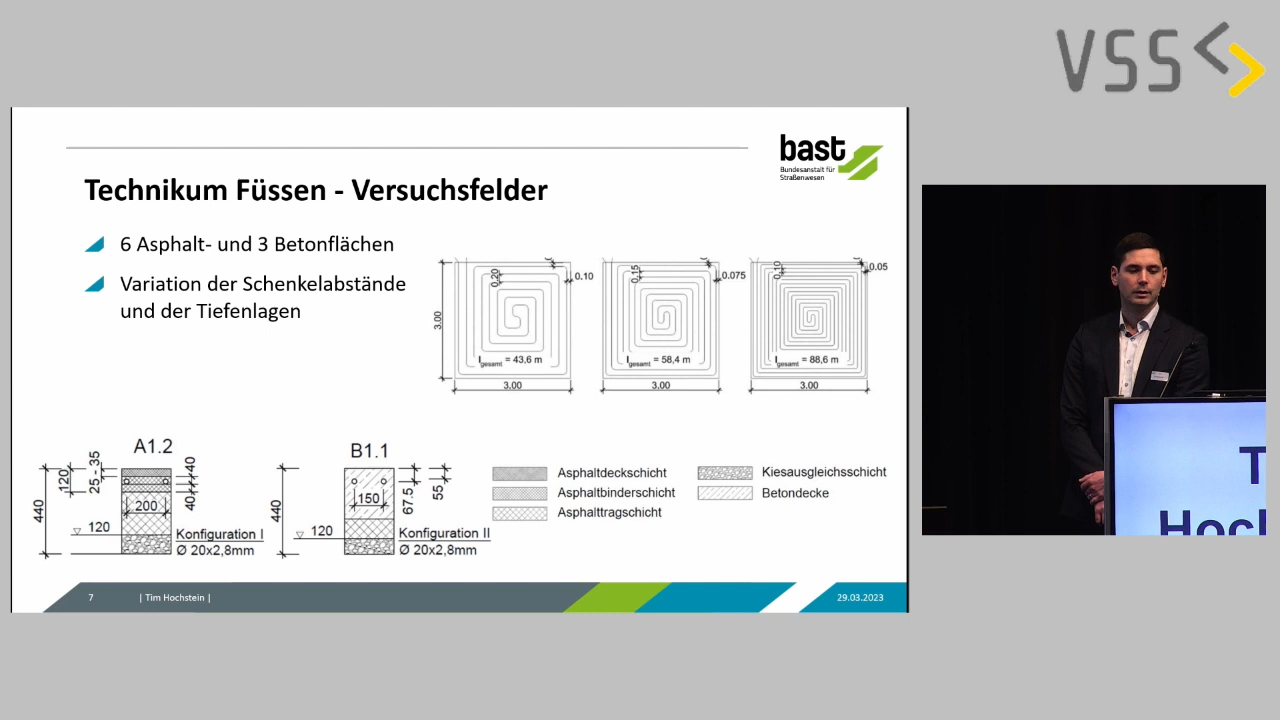 VSS
bast
Bundesanstalt für
Straßenwesen
Technikum Füssen - Versuchsfelder
6 Asphalt- und 3 Betonflächen
Variation der Schenkelabstände
und der Tiefenlagen
0.20
0.10
3.00
lgesamt = 43,6 m
3.00
0.15
0.075
lgesamt = 58,4 m
3.00
0.10
0.05
lgesamt = 88,6 m
3.00
A1.2
440
120
25 - 35
40
40
200
120
Konfiguration I
Ø 20x2,8mm
B1.1
440
150
67.5
55
120
Konfiguration II
Ø 20x2,8mm
Asphaltdeckschicht
Asphaltbinderschicht
Asphalttragschicht
Kiesausgleichsschicht
Betondecke
7 | Tim Hochstein | 29.03.2023
T
Hoch